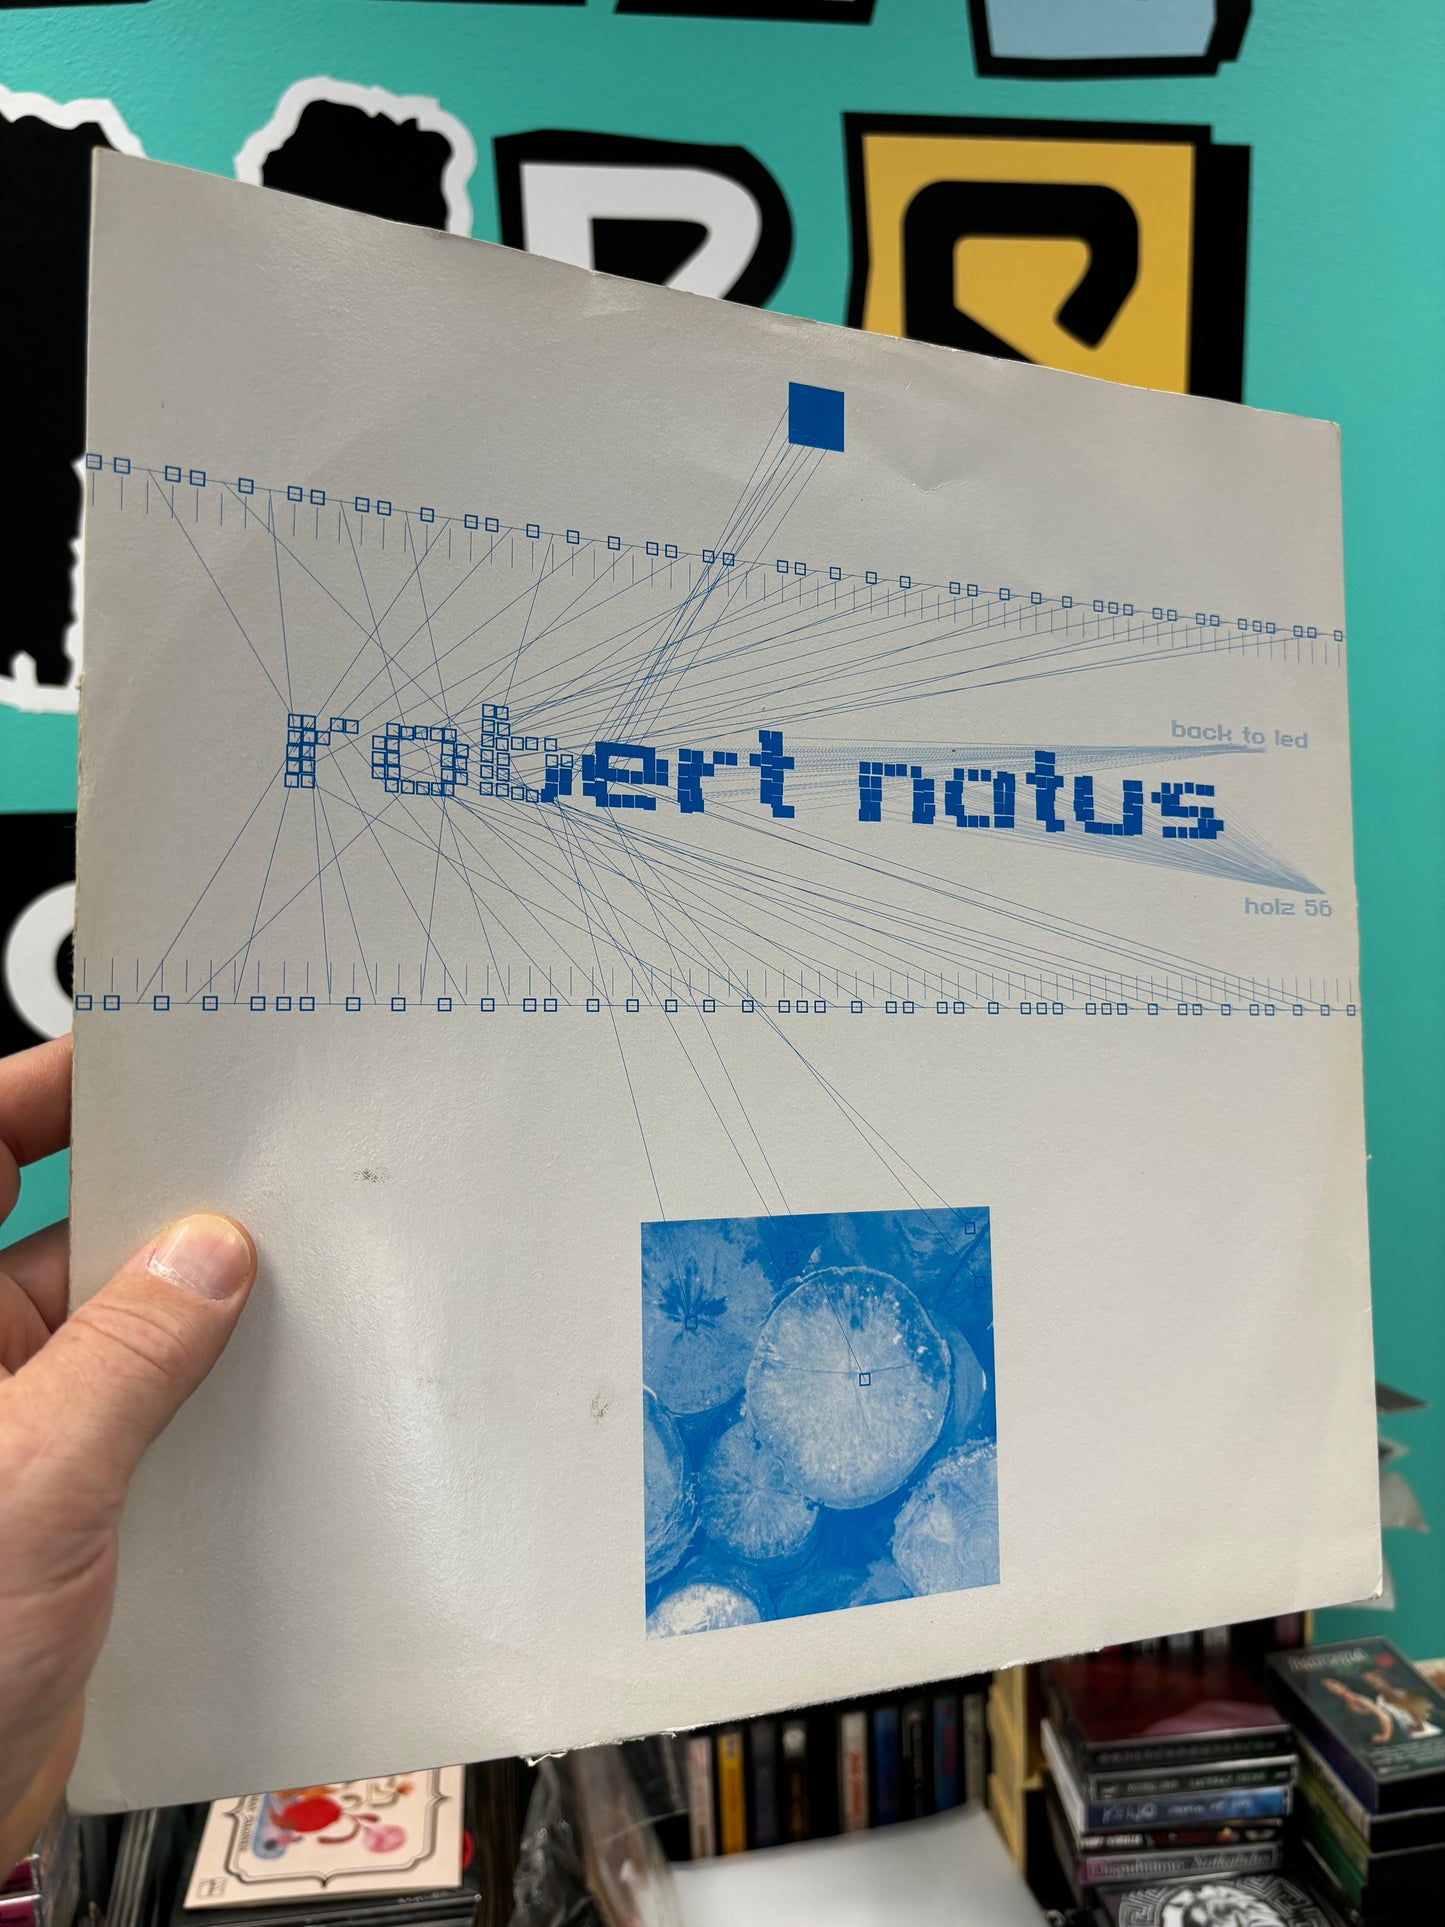 robert natus
back to led
holz 56